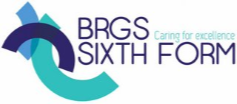 BRGS Caring for excellence
SIXTH FORM